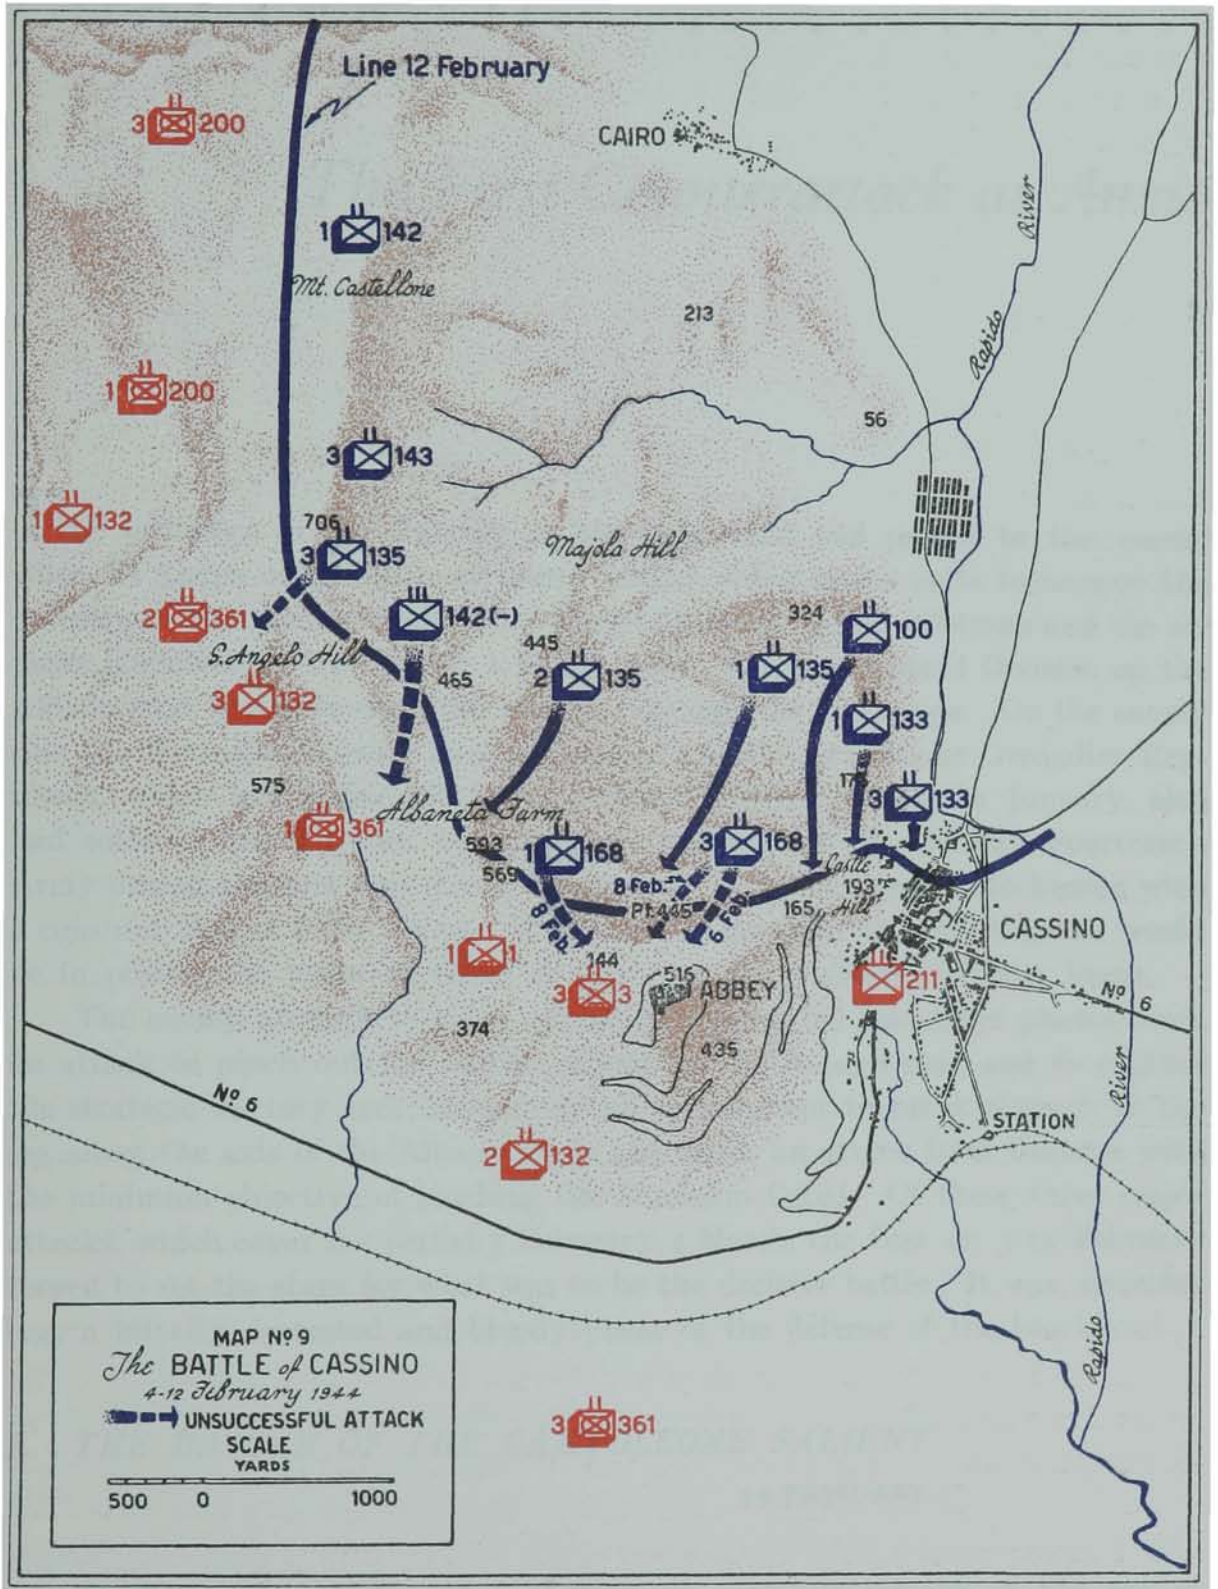 Line 12 February
3 200
CAIRO
River
1 142
Mt. Castellone
213
Rapido
1 200
56
3 143
1 132
706
3 135
Majola Hill
2 361
142(-)
324
100
S. Angelo Hill
445
465
2 135
1 135
3 132
1 133
575
175
3 133
Albaneta Farm
1 361
593
1 168
3 168
569
8 Feb.
Castle
193
Hill
165
Pt. 445
8 Feb.
6 Feb.
CASSINO
1 1
144
3 3
516
ABBEY
211
No 6
374
435
No 6
River
STATION
2 132
MAP No 9
The BATTLE of CASSINO
4-12 February 1944
UNSUCCESSFUL ATTACK
SCALE
YARDS
500 0 1000
3 361
Rapido